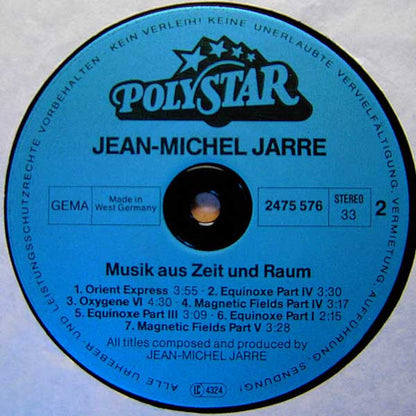 ALLE URHEBER- UND LEISTUNGSSCHUTZRECHTE VORBEHALTEN · KEIN VERLEIH! KEINE UNERLAUBTE VERVIELFÄLTIGUNG, VERMIETUNG, AUFFÜHRUNG, SENDUNG!
POLYSTAR
JEAN-MICHEL JARRE
GEMA
Made in
West Germany
2475 576
STEREO
33
2
Musik aus Zeit und Raum
1. Orient Express 3:55 · 2. Equinoxe Part IV 3:30
3. Oxygene VI 4:30 · 4. Magnetic Fields Part IV 3:17
5. Equinoxe Part III 3:09 · 6. Equinoxe Part I 2:15
7. Magnetic Fields Part V 3:28
All titles composed and produced by
JEAN-MICHEL JARRE
LC 4324